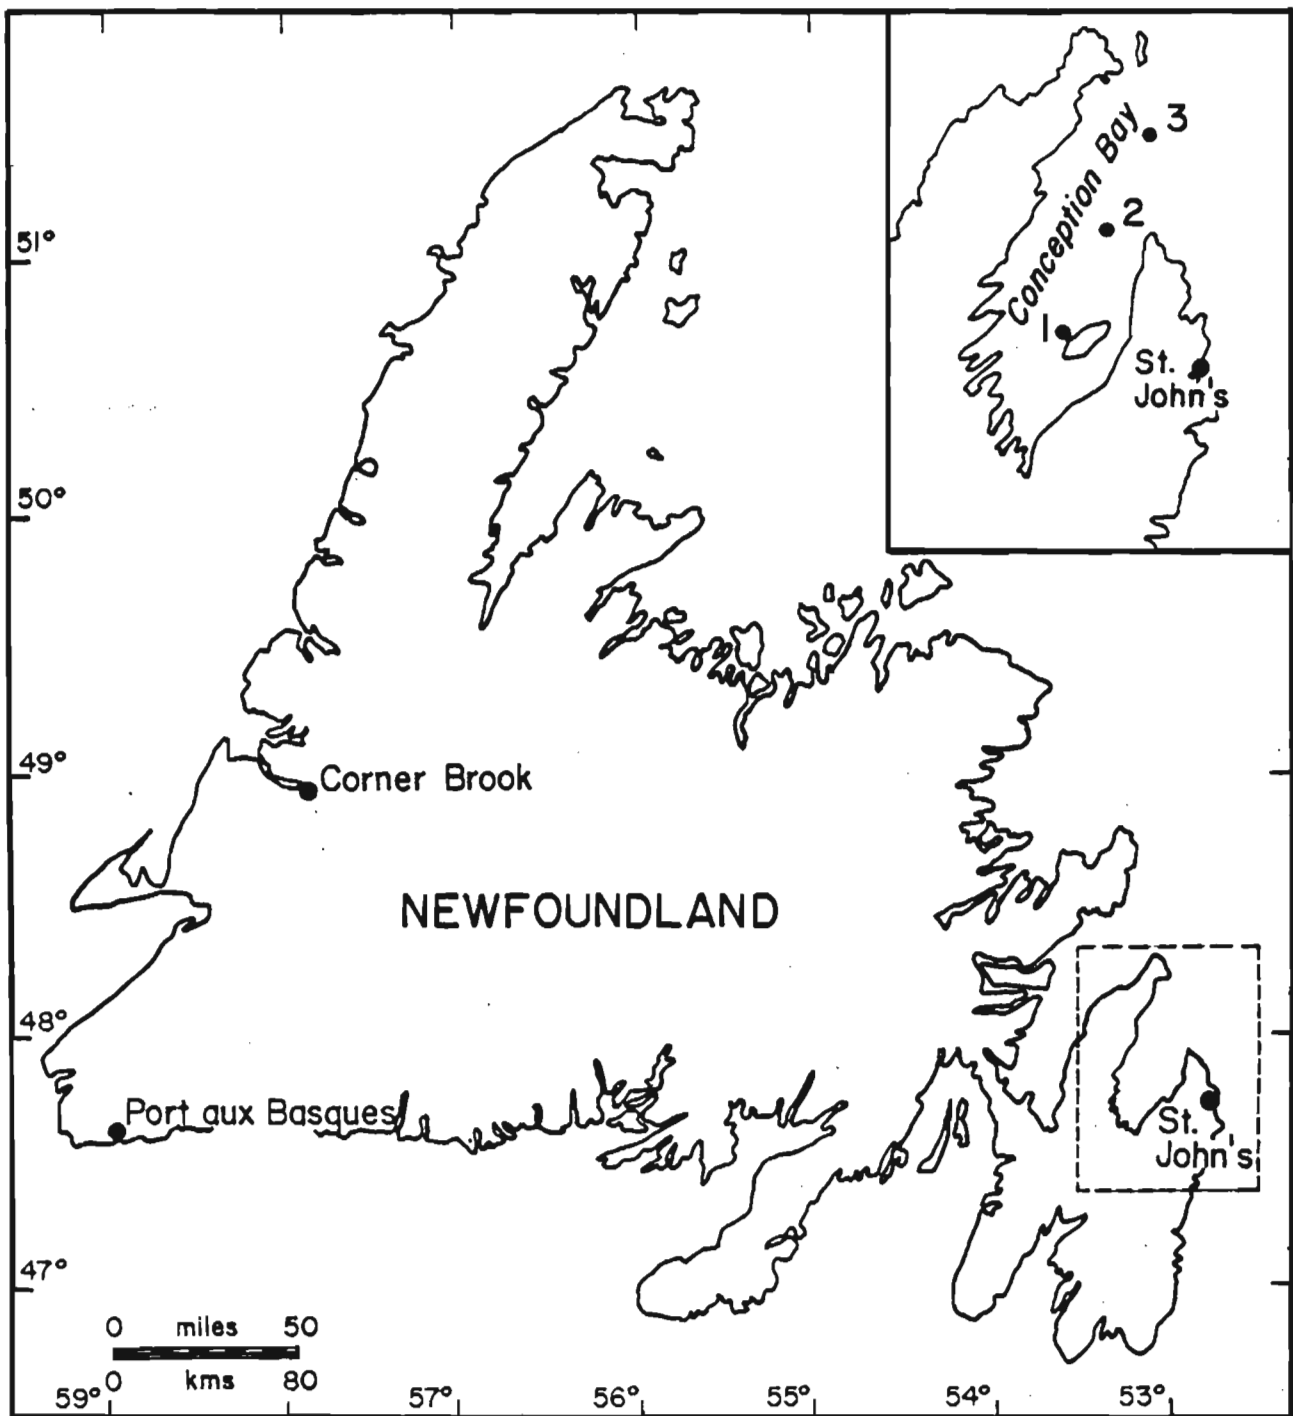 3
Conception Bay
2
1
St.
John's
51°
50°
49°
Corner Brook
NEWFOUNDLAND
48°
Port aux Basques
St.
John's
47°
0 miles 50
0 kms 80
59° 57° 56° 55° 54° 53°